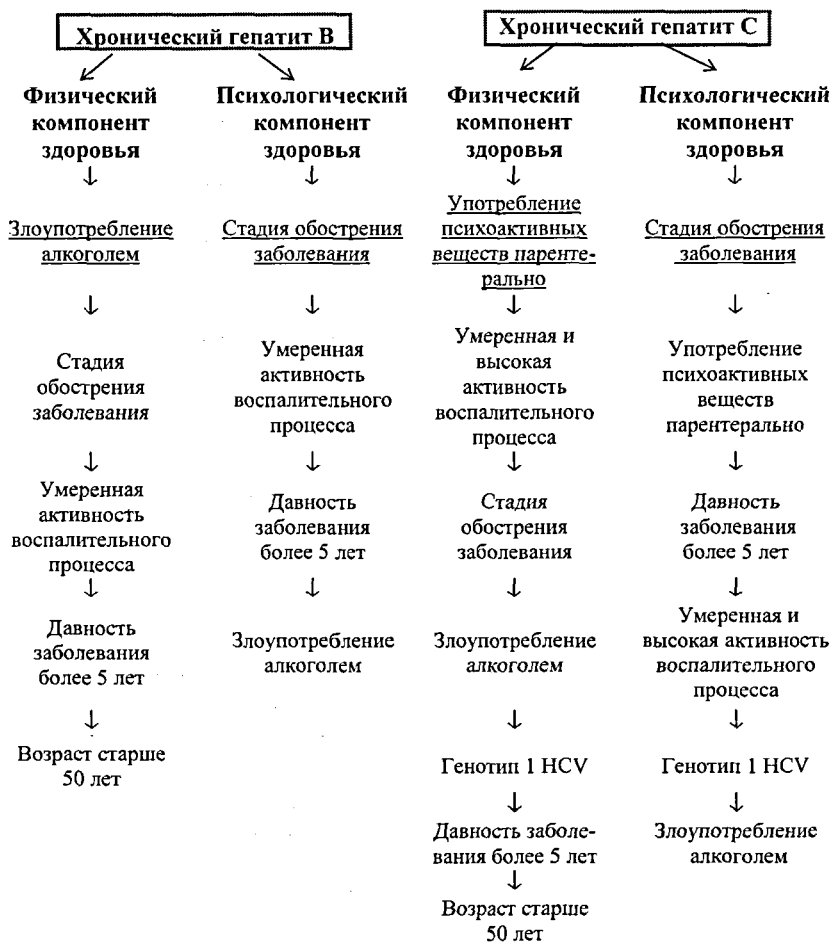 Хронический гепатит В
Физический
компонент
здоровья
Злоупотребление
алкоголем
Стадия
обострения
заболевания
Умеренная
активность
воспалительного
процесса
Давность
заболевания
более 5 лет
Возраст старше
50 лет
Психологический
компонент
здоровья
Стадия обострения
заболевания
Умеренная
активность
воспалительного
процесса
Давность
заболевания
более 5 лет
Злоупотребление
алкоголем
Хронический гепатит С
Физический
компонент
здоровья
Употребление
психоактивных
веществ паренте-
рально
Умеренная и
высокая
активность
воспалительного
процесса
Стадия
обострения
заболевания
Злоупотребление
алкоголем
Генотип 1 HCV
Давность заболе-
вания более 5 лет
Возраст старше
50 лет
Психологический
компонент
здоровья
Стадия обострения
заболевания
Употребление
психоактивных
веществ
парентерально
Давность
заболевания
более 5 лет
Умеренная и
высокая активность
воспалительного
процесса
Генотип 1 HCV
Злоупотребление
алкоголем